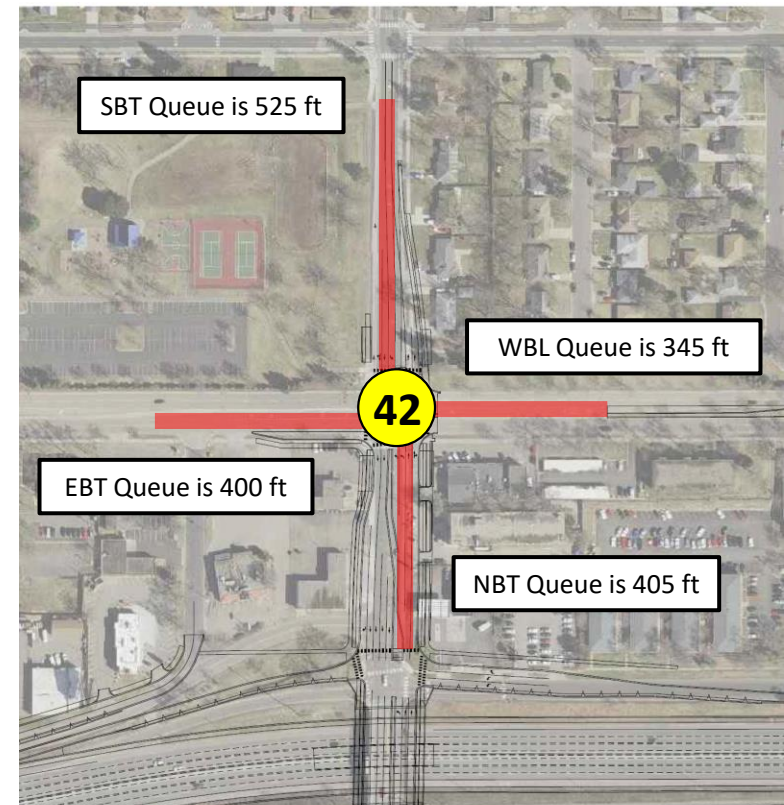 SBT Queue is 525 ft
WBL Queue is 345 ft
42
EBT Queue is 400 ft
NBT Queue is 405 ft